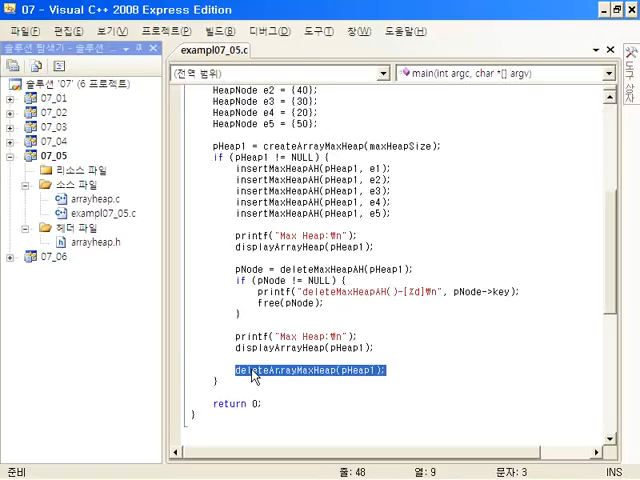 07 - Visual C++ 2008 Express Edition
파일(F) 편집(E) 보기(V) 프로젝트(P) 빌드(B) 디버그(D) 도구(T) 창(W) 도움말(H)
솔루션 탐색기 - 솔루션 ...
솔루션 '07' (6 프로젝트)
07_01
07_02
07_03
07_04
07_05
리소스 파일
소스 파일
arrayheap.c
exampl07_05.c
헤더 파일
arrayheap.h
07_06
exampl07_05.c
(전역 범위)
main(int argc, char *[] argv)
HeapNode e2 = {40};
HeapNode e3 = {30};
HeapNode e4 = {20};
HeapNode e5 = {50};
pHeap1 = createArrayMaxHeap(maxHeapSize);
if (pHeap1 != NULL) {
insertMaxHeapAH(pHeap1, e1);
insertMaxHeapAH(pHeap1, e2);
insertMaxHeapAH(pHeap1, e3);
insertMaxHeapAH(pHeap1, e4);
insertMaxHeapAH(pHeap1, e5);
printf("Max Heap:₩n");
displayArrayHeap(pHeap1);
pNode = deleteMaxHeapAH(pHeap1);
if (pNode != NULL) {
printf("deleteMaxHeapAH()-[%d]₩n", pNode->key);
free(pNode);
}
printf("Max Heap:₩n");
displayArrayHeap(pHeap1);
deleteArrayMaxHeap(pHeap1);
}
return 0;
}
도구 상자
준비
줄: 48
열: 9
문자: 3
INS